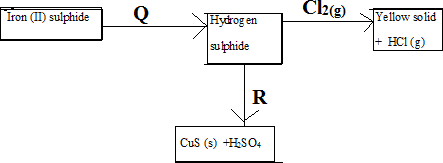 Iron (II) sulphide
Q
Hydrogen
sulphide
Cl2(g)
Yellow solid
+ HCl (g)
R
CuS (s) +H2SO4